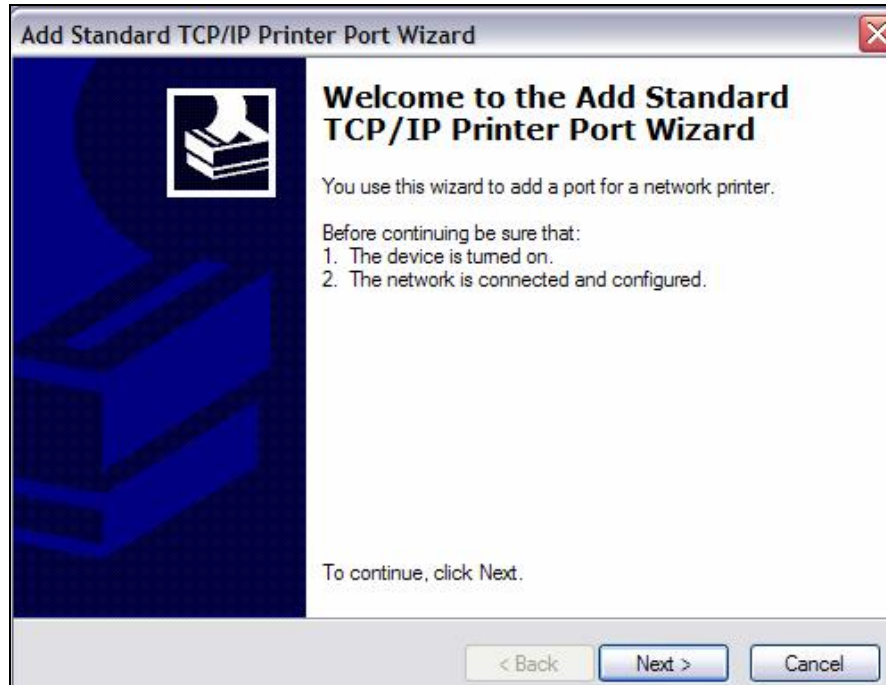 Add Standard TCP/IP Printer Port Wizard
Welcome to the Add Standard
TCP/IP Printer Port Wizard
You use this wizard to add a port for a network printer.
Before continuing be sure that:
1. The device is turned on.
2. The network is connected and configured.
To continue, click Next.
< Back
Next >
Cancel